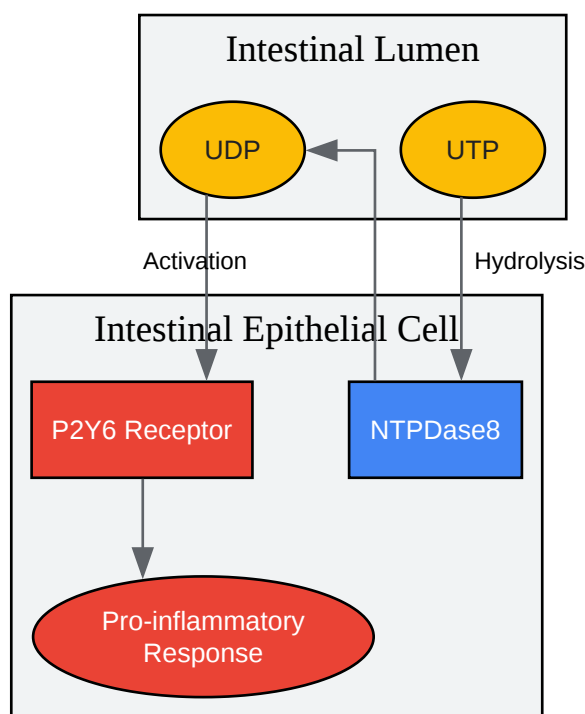 Intestinal Lumen
UDP
UTP
Activation
Hydrolysis
Intestinal Epithelial Cell
P2Y6 Receptor
NTPDase8
Pro-inflammatory
Response